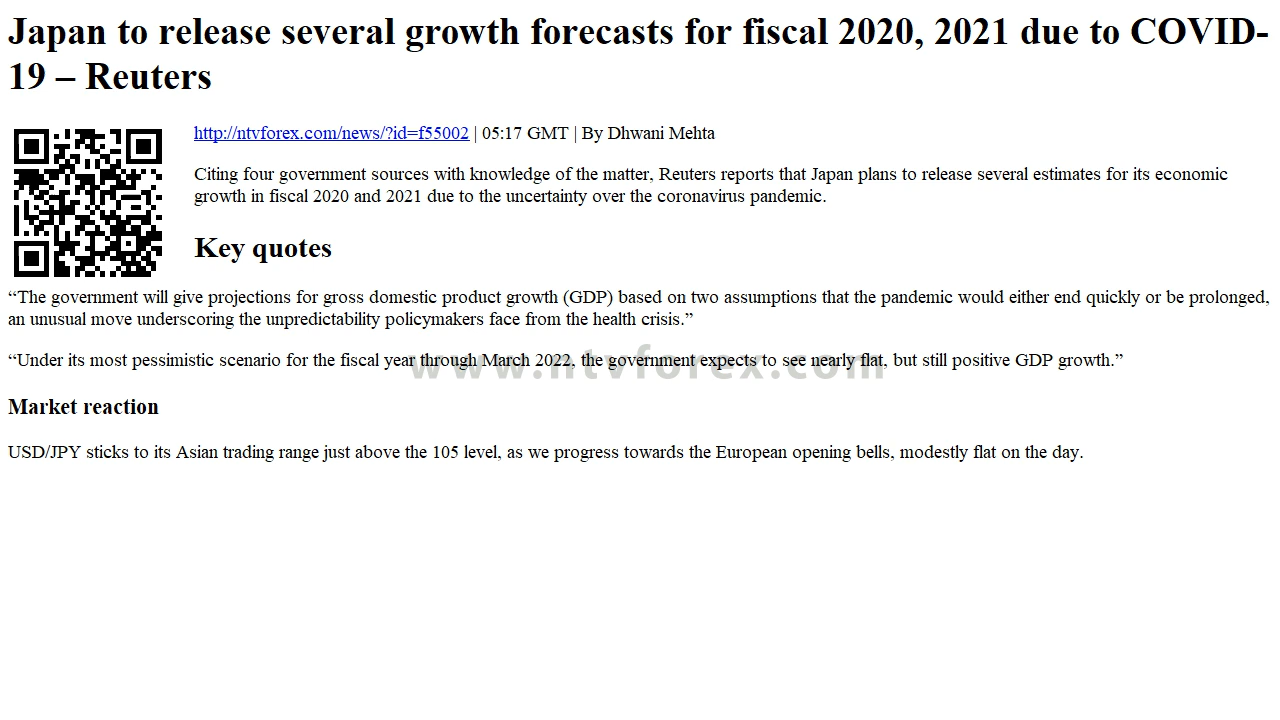 Japan to release several growth forecasts for fiscal 2020, 2021 due to COVID-
19 – Reuters
http://ntvforex.com/news/?id=f55002 | 05:17 GMT | By Dhwani Mehta
Citing four government sources with knowledge of the matter, Reuters reports that Japan plans to release several estimates for its economic
growth in fiscal 2020 and 2021 due to the uncertainty over the coronavirus pandemic.
Key quotes
“The government will give projections for gross domestic product growth (GDP) based on two assumptions that the pandemic would either end quickly or be prolonged,
an unusual move underscoring the unpredictability policymakers face from the health crisis.”
“Under its most pessimistic scenario for the fiscal year through March 2022, the government expects to see nearly flat, but still positive GDP growth.”
www.ntvforex.com
Market reaction
USD/JPY sticks to its Asian trading range just above the 105 level, as we progress towards the European opening bells, modestly flat on the day.